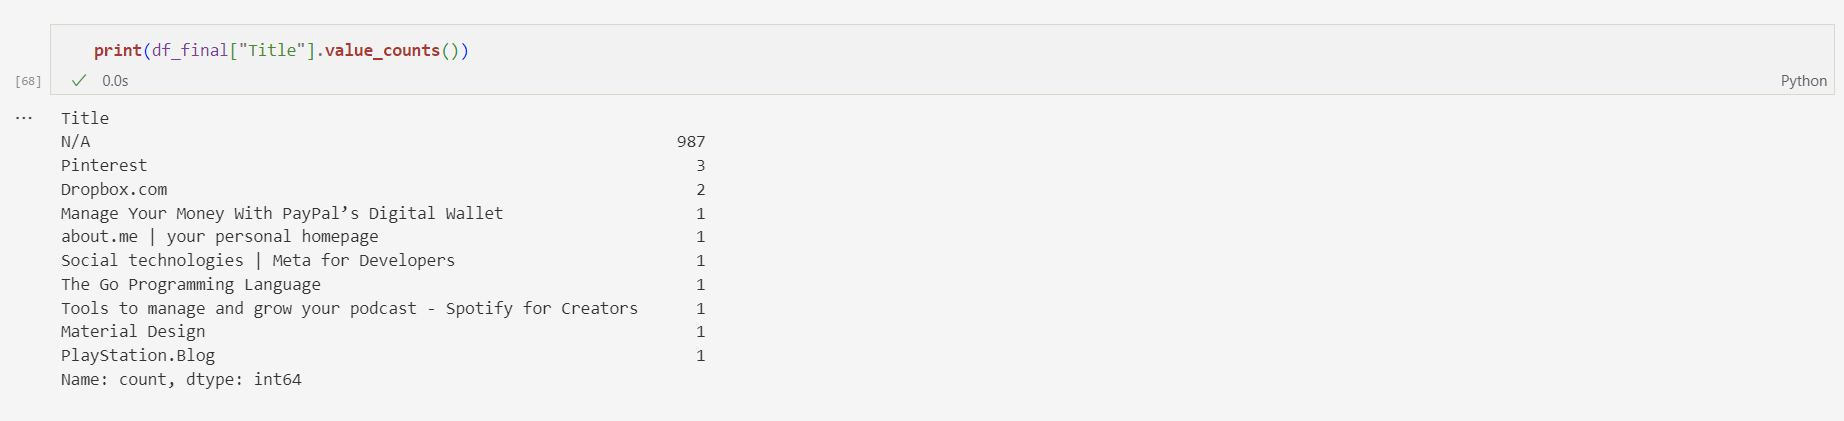 print(df_final["Title"].value_counts())
[68] ✓ 0.0s Python
... Title
N/A 987
Pinterest 3
Dropbox.com 2
Manage Your Money With PayPal’s Digital Wallet 1
about.me | your personal homepage 1
Social technologies | Meta for Developers 1
The Go Programming Language 1
Tools to manage and grow your podcast - Spotify for Creators 1
Material Design 1
PlayStation.Blog 1
Name: count, dtype: int64